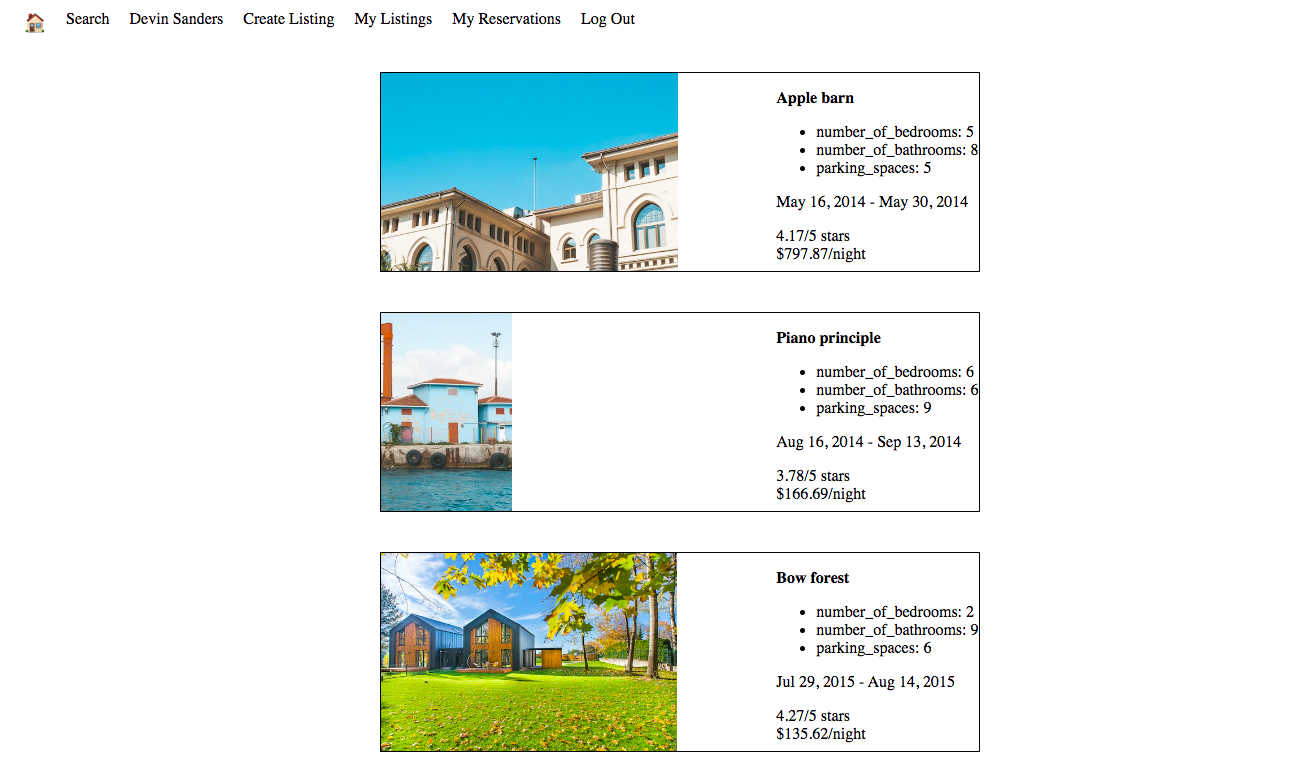 Search Devin Sanders Create Listing My Listings My Reservations Log Out
Apple barn
number_of_bedrooms: 5
number_of_bathrooms: 8
parking_spaces: 5
May 16, 2014 - May 30, 2014
4.17/5 stars
$797.87/night
Piano principle
number_of_bedrooms: 6
number_of_bathrooms: 6
parking_spaces: 9
Aug 16, 2014 - Sep 13, 2014
3.78/5 stars
$166.69/night
Bow forest
number_of_bedrooms: 2
number_of_bathrooms: 9
parking_spaces: 6
Jul 29, 2015 - Aug 14, 2015
4.27/5 stars
$135.62/night